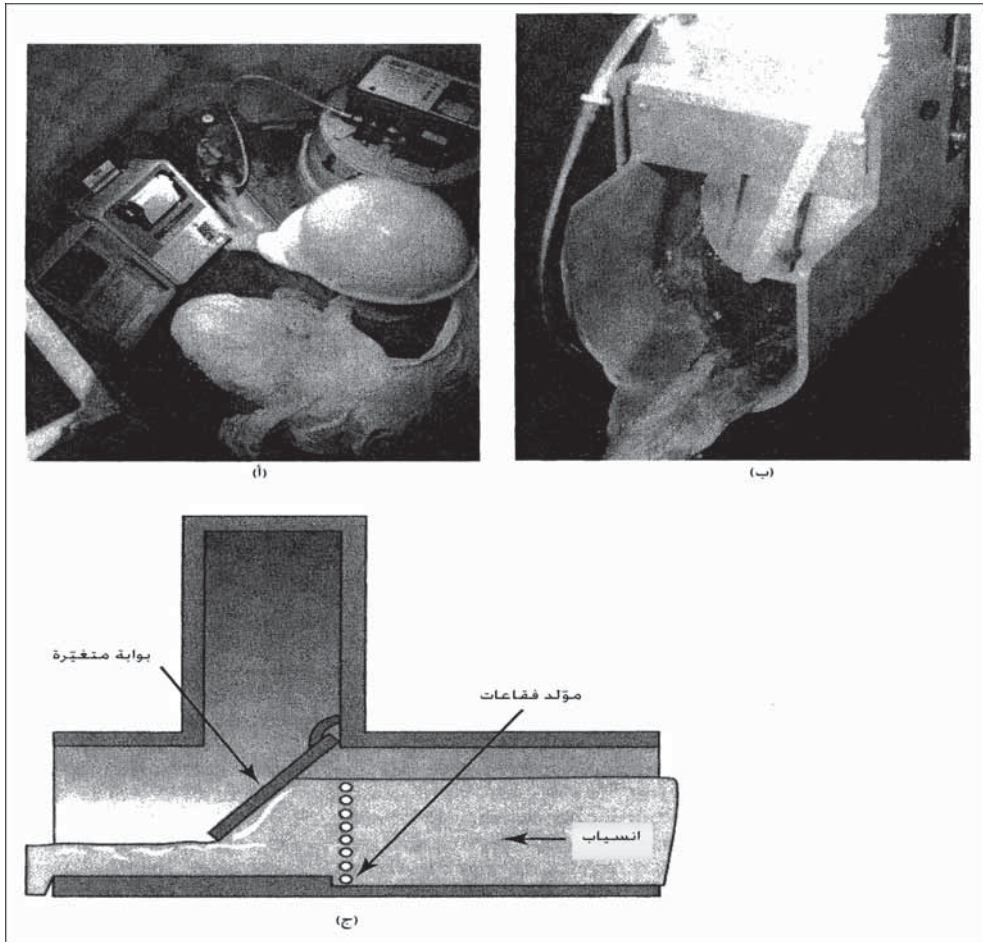 (أ)
(ب)
بوابة متغيّرة
مولّد فقاعات
انسياب
(ج)